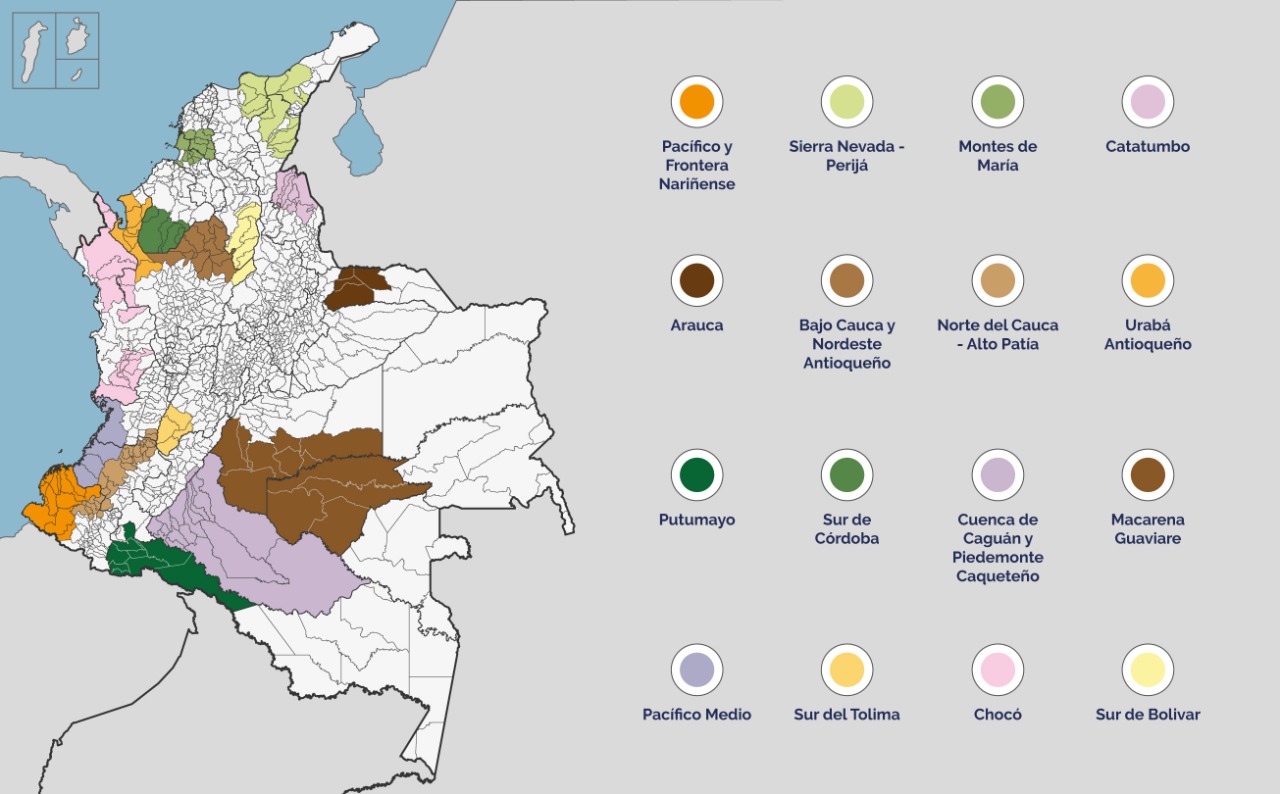 Pacífico y
Frontera
Nariñense
Sierra Nevada -
Perijá
Montes de
María
Catatumbo
Arauca
Bajo Cauca y
Nordeste
Antioqueño
Norte del Cauca
- Alto Patía
Urabá
Antioqueño
Putumayo
Sur de
Córdoba
Cuenca de
Caguán y
Piedemonte
Caqueteño
Macarena
Guaviare
Pacífico Medio
Sur del Tolima
Chocó
Sur de Bolivar